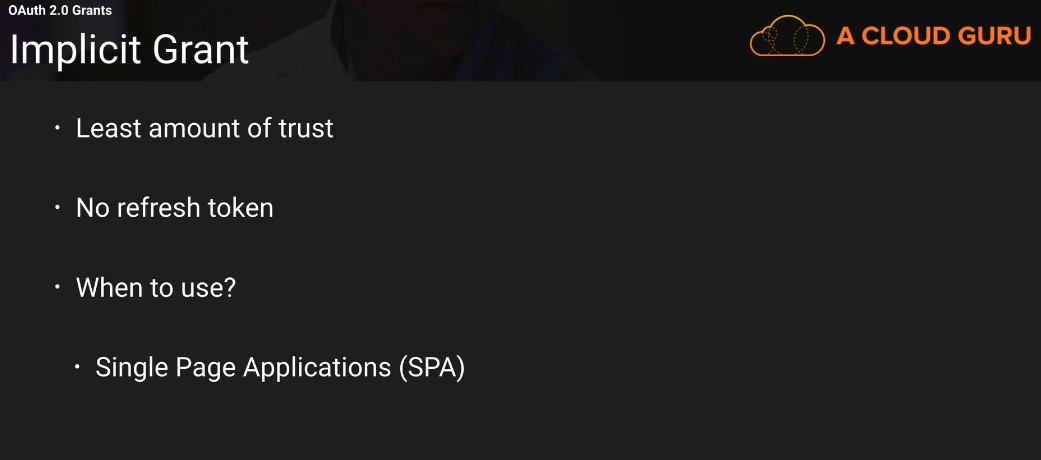 OAuth 2.0 Grants
Implicit Grant
A CLOUD GURU
• Least amount of trust
• No refresh token
• When to use?
• Single Page Applications (SPA)